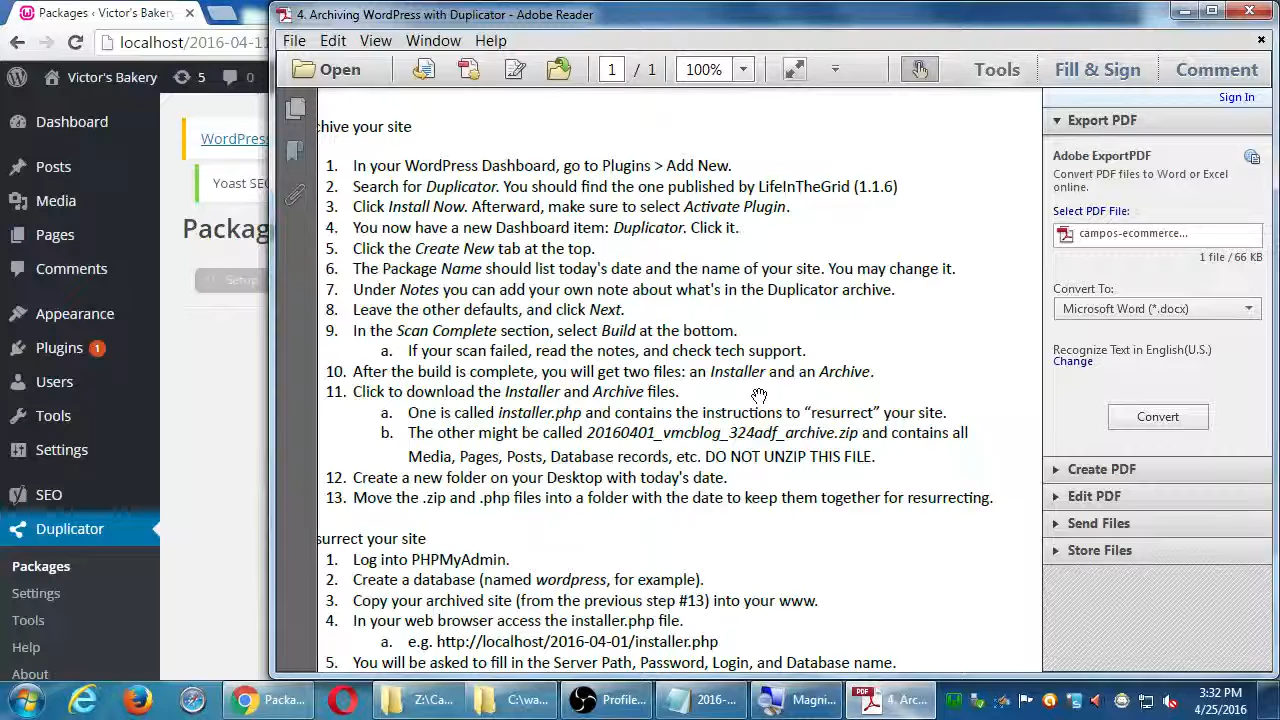 Packages ‹ Victor's Bakery
4. Archiving WordPress with Duplicator - Adobe Reader
localhost/2016-04-11
File Edit View Window Help
Open 1 / 1 100% Tools Fill & Sign Comment
Victor's Bakery 5 0
Sign In
Dashboard
Posts
Media
Pages
Comments
Appearance
Plugins 1
Users
Tools
Settings
SEO
Duplicator
Packages
Settings
Tools
Help
About
WordPress
Yoast SEO
Packag
Setup
chive your site
1. In your WordPress Dashboard, go to Plugins > Add New.
2. Search for Duplicator. You should find the one published by LifeInTheGrid (1.1.6)
3. Click Install Now. Afterward, make sure to select Activate Plugin.
4. You now have a new Dashboard item: Duplicator. Click it.
5. Click the Create New tab at the top.
6. The Package Name should list today's date and the name of your site. You may change it.
7. Under Notes you can add your own note about what's in the Duplicator archive.
8. Leave the other defaults, and click Next.
9. In the Scan Complete section, select Build at the bottom.
a. If your scan failed, read the notes, and check tech support.
10. After the build is complete, you will get two files: an Installer and an Archive.
11. Click to download the Installer and Archive files.
a. One is called installer.php and contains the instructions to “resurrect” your site.
b. The other might be called 20160401_vmcblog_324adf_archive.zip and contains all
Media, Pages, Posts, Database records, etc. DO NOT UNZIP THIS FILE.
12. Create a new folder on your Desktop with today's date.
13. Move the .zip and .php files into a folder with the date to keep them together for resurrecting.
surrect your site
1. Log into PHPMyAdmin.
2. Create a database (named wordpress, for example).
3. Copy your archived site (from the previous step #13) into your www.
4. In your web browser access the installer.php file.
a. e.g. http://localhost/2016-04-01/installer.php
5. You will be asked to fill in the Server Path, Password, Login, and Database name.
Export PDF
Adobe ExportPDF
Convert PDF files to Word or Excel
online.
Select PDF File:
campos-ecommerce...
1 file / 66 KB
Convert To:
Microsoft Word (*.docx)
Recognize Text in English(U.S.)
Change
Convert
Create PDF
Edit PDF
Send Files
Store Files
Packa... Z:\Ca... C:\wa... Profile... 2016-... Magni... PDF 4. Arc...
3:32 PM
4/25/2016